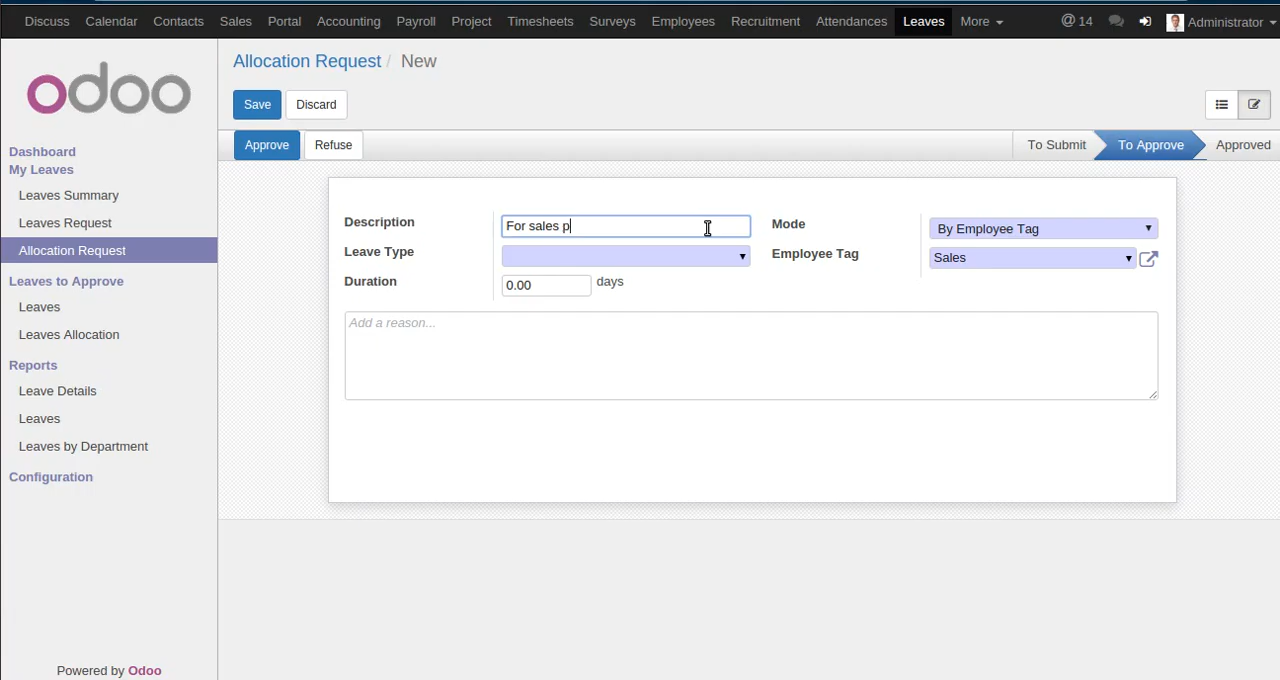 Discuss Calendar Contacts Sales Portal Accounting Payroll Project Timesheets Surveys Employees Recruitment Attendances Leaves More @ 14 Administrator
odoo
Dashboard
My Leaves
Leaves Summary
Leaves Request
Allocation Request
Leaves to Approve
Leaves
Leaves Allocation
Reports
Leave Details
Leaves
Leaves by Department
Configuration
Powered by Odoo
Allocation Request / New
Save Discard
Approve Refuse To Submit To Approve Approved
Description For sales p
Leave Type
Duration 0.00 days
Mode By Employee Tag
Employee Tag Sales
Add a reason...